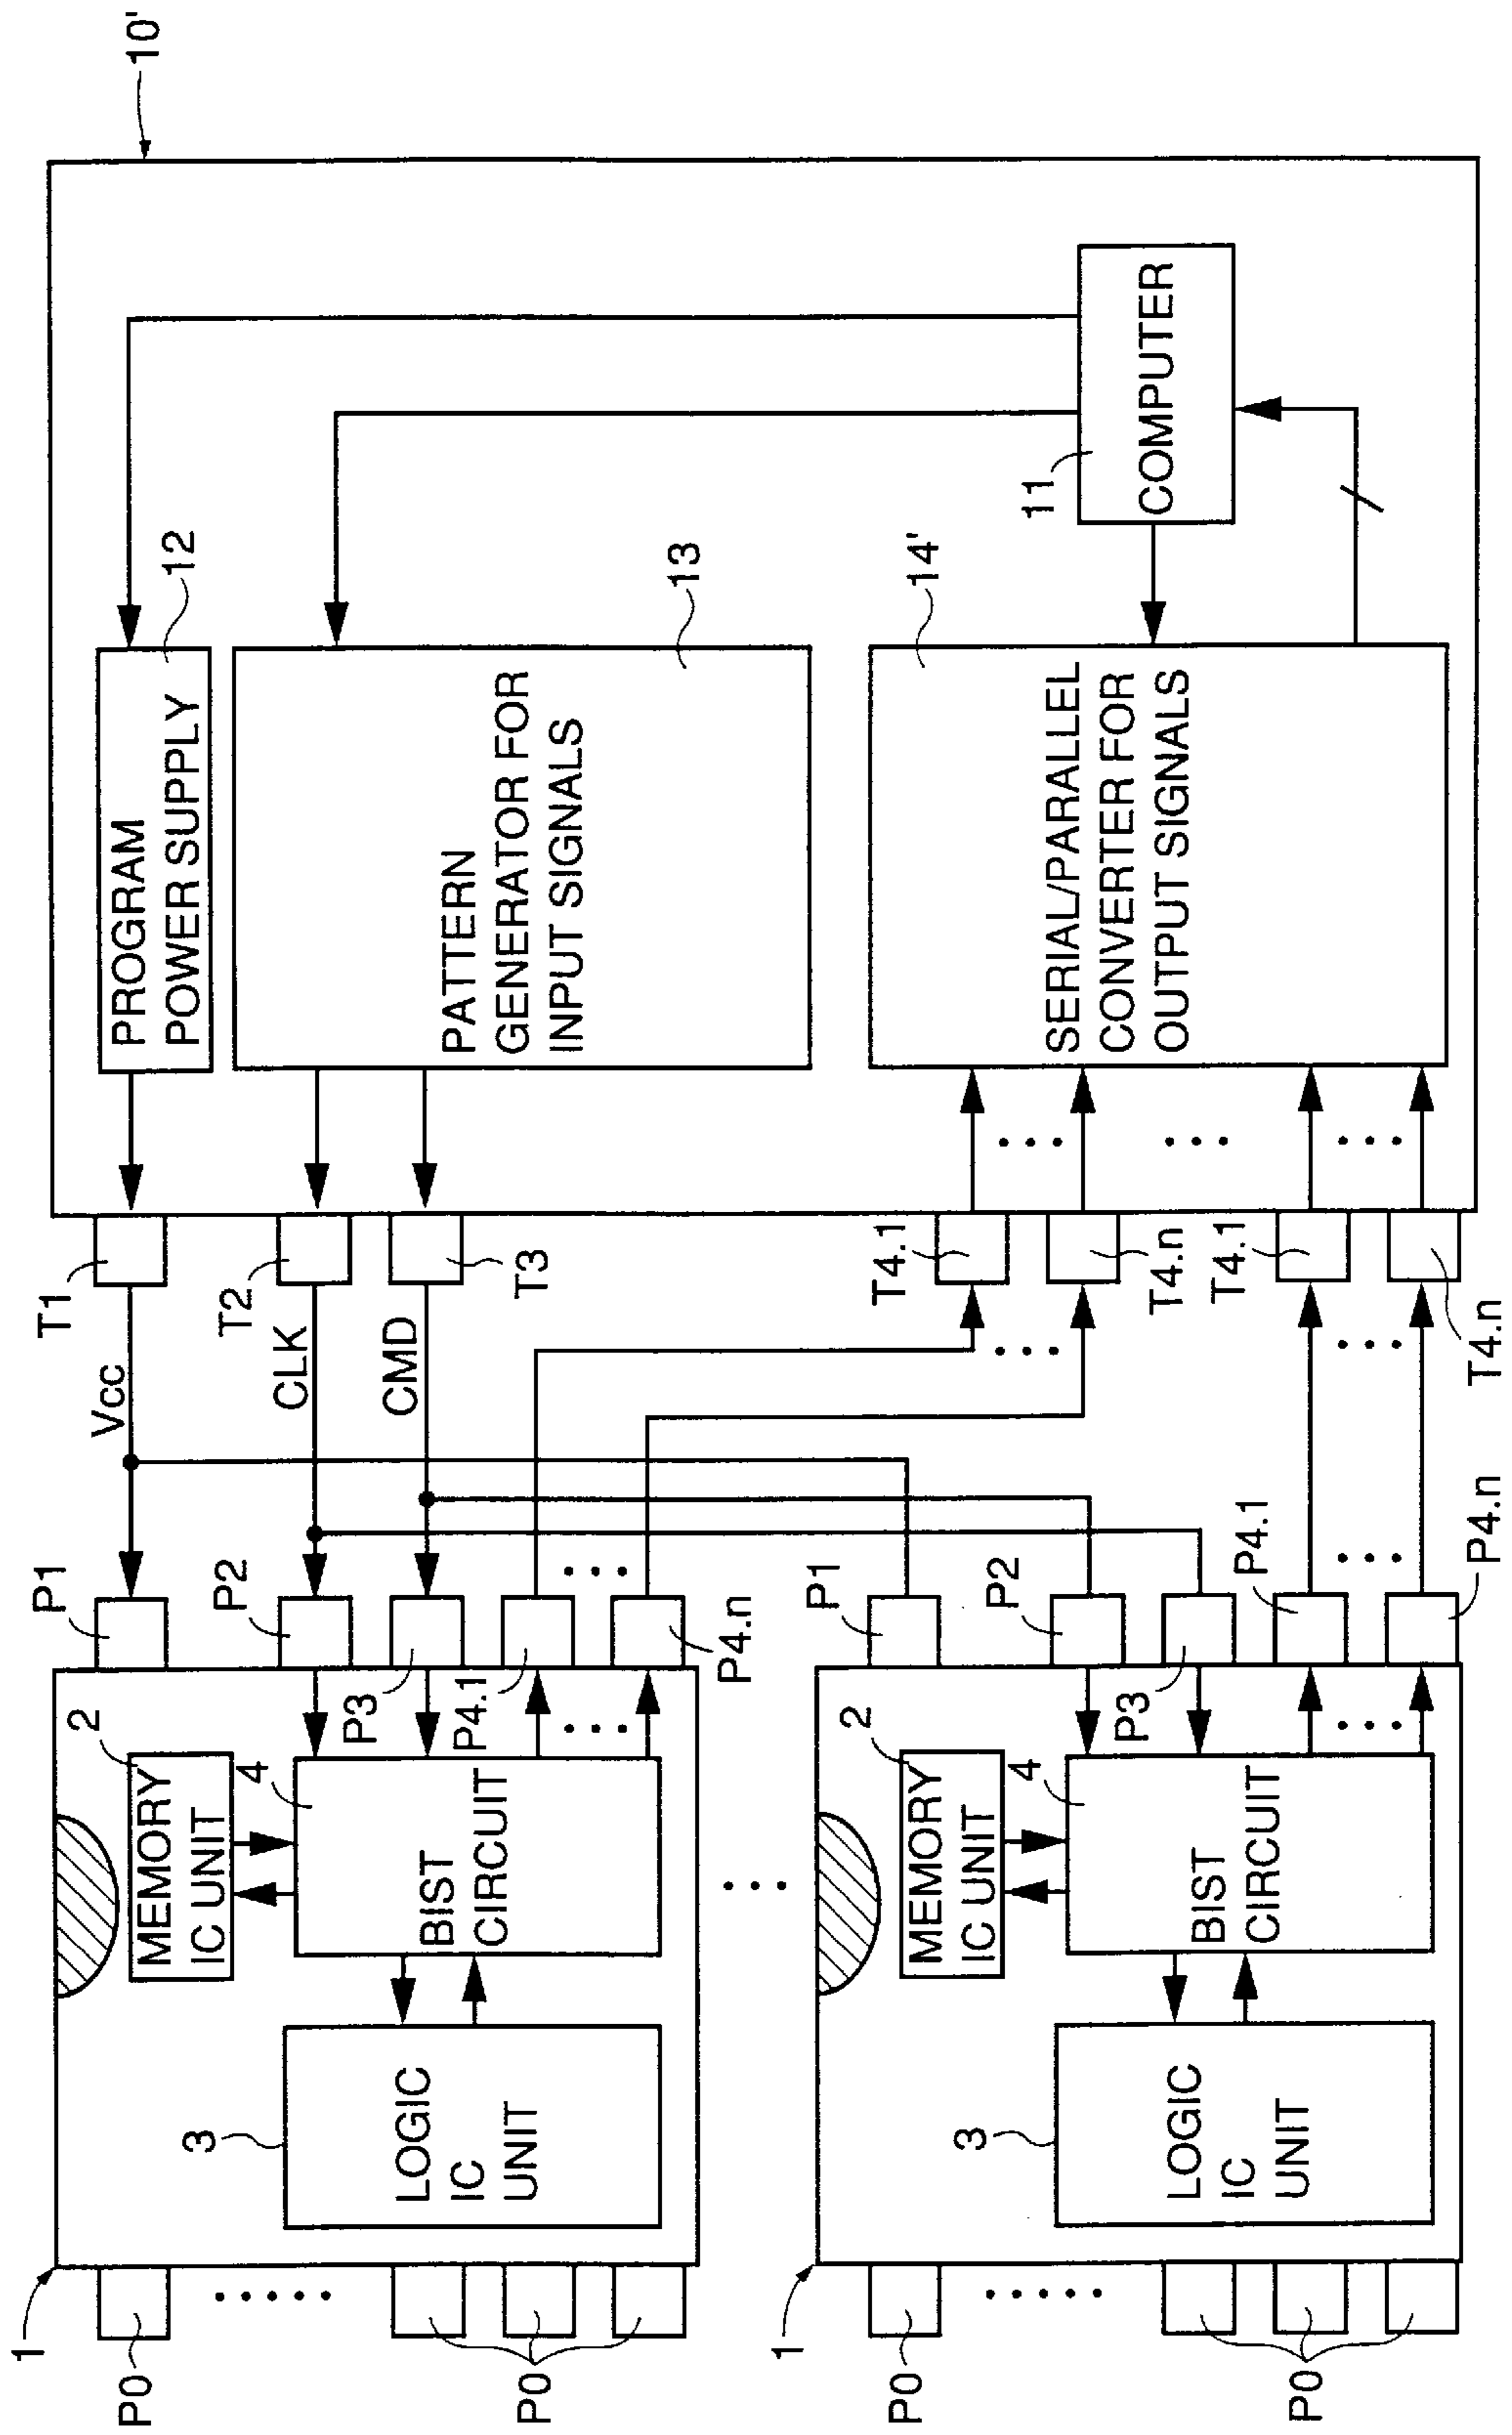 10'
PROGRAM
POWER SUPPLY
12
PATTERN
GENERATOR FOR
INPUT SIGNALS
13
SERIAL/PARALLEL
CONVERTER FOR
OUTPUT SIGNALS
14'
COMPUTER
11
T1
T2
T3
T4.1
T4.n
T4.1
T4.n
Vcc
CLK
CMD
P1
P2
P3
P4.1
P4.n
P1
P2
P3
P4.1
P4.n
2
MEMORY
IC UNIT
4
BIST
CIRCUIT
3
LOGIC
IC
UNIT
1
P0
P0
2
MEMORY
IC UNIT
4
BIST
CIRCUIT
3
LOGIC
IC
UNIT
1
P0
P0